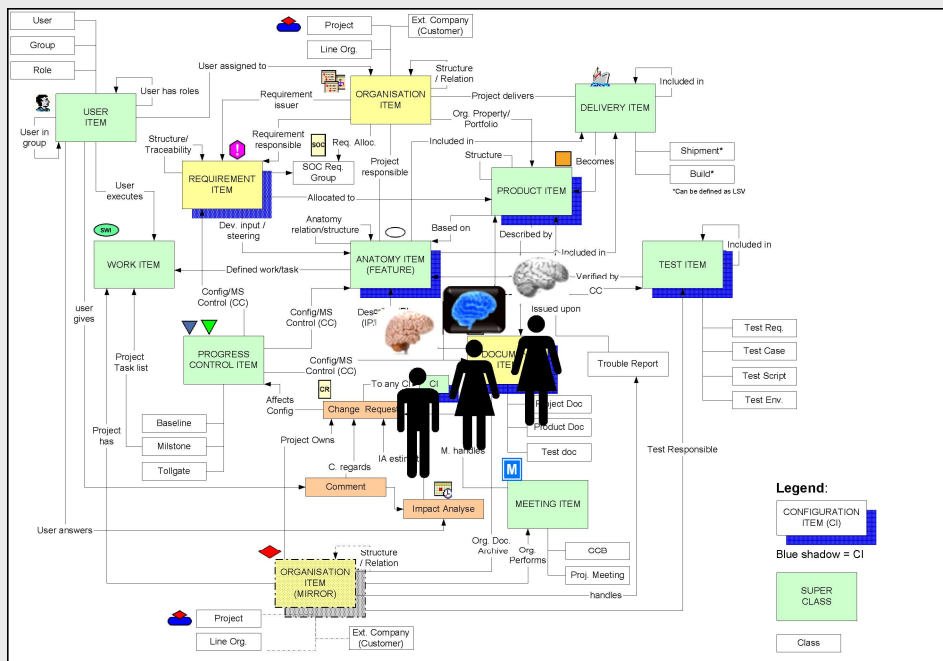 User
Group
Role
User has roles
USER
ITEM
User in
group
User
executes
User assigned to
Project
Line Org.
Ext. Company
(Customer)
ORGANISATION
ITEM
Structure
/ Relation
Project delivers
DELIVERY ITEM
Included in
Shipment*
Build*
*Can be defined as LSV
Becomes
Requirement
issuer
Requirement
responsible
SOC
Req. Alloc.
SOC Req.
Group
Structure/
Traceability
REQUIREMENT
ITEM
Allocated to
Project
responsible
Included in
Org. Property/
Portfolio
Structure
PRODUCT ITEM
Based on
Described by
Included in
Dev. input /
steering
Anatomy
relation/structure
ANATOMY ITEM
(FEATURE)
Defined work/task
SWI
WORK ITEM
Config/MS
Control (CC)
Config/MS
Control (CC)
Config/MS
Control (CC)
Verified by
CC
TEST ITEM
Included in
Test Req.
Test Case
Test Script
Test Env.
Issued upon
Trouble Report
ITE
Project Doc
Product Doc
Test doc
user
gives
Project
Task list
Project
has
PROGRESS
CONTROL ITEM
Baseline
Milstone
Tollgate
Affects
Config
CR
To any CI
CI
Change Request
Project Owns
C. regards
IA
M. handles
Comment
Impact Analyse
User answers
M
MEETING ITEM
CCB
Proj. Meeting
Org. Doc.
Archive
Org.
Performs
handles
Test Responsible
ORGANISATION
ITEM
(MIRROR)
Structure
/ Relation
Project
Line Org.
Ext. Company
(Customer)
Legend:
CONFIGURATION
ITEM (CI)
Blue shadow = CI
SUPER
CLASS
Class